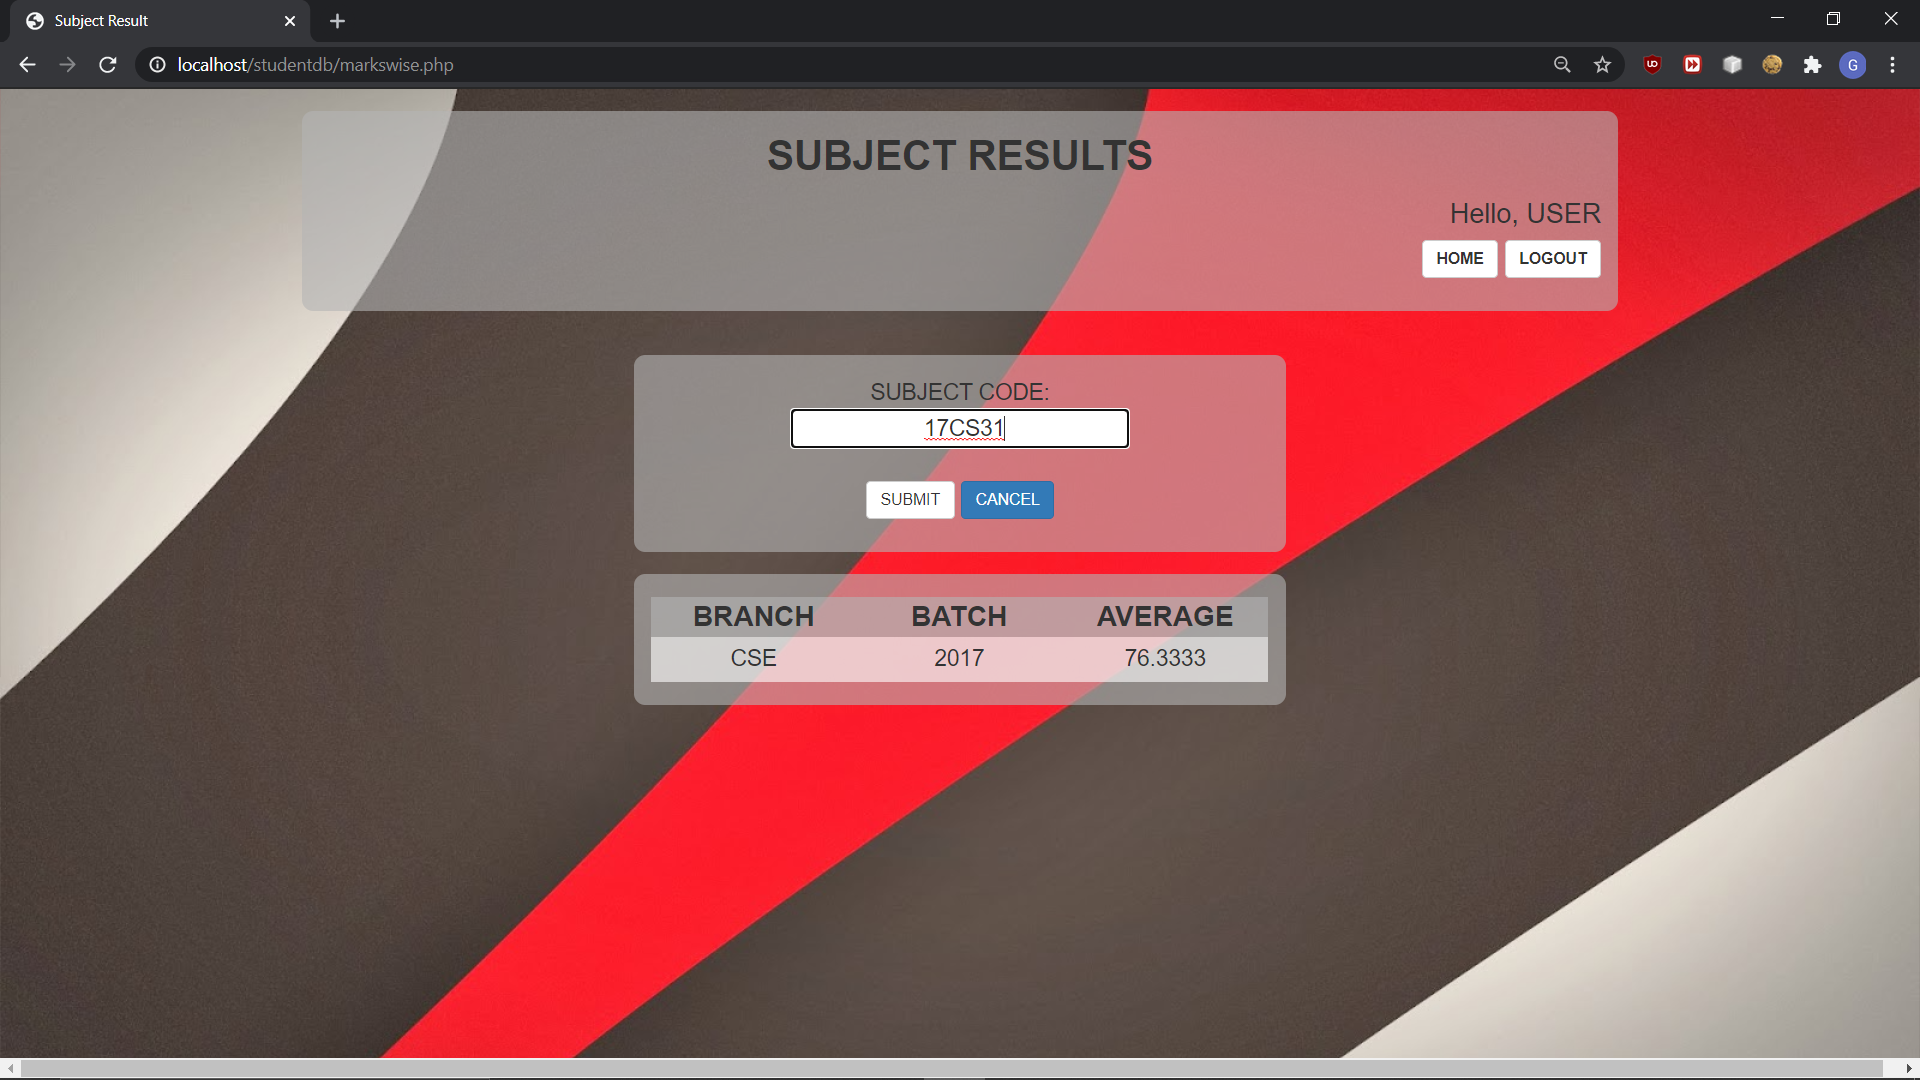 Subject Result
localhost/studentdb/markswise.php
G
SUBJECT RESULTS
Hello, USER
HOME LOGOUT
SUBJECT CODE:
17CS31
SUBMIT CANCEL
BRANCH BATCH AVERAGE
CSE 2017 76.3333